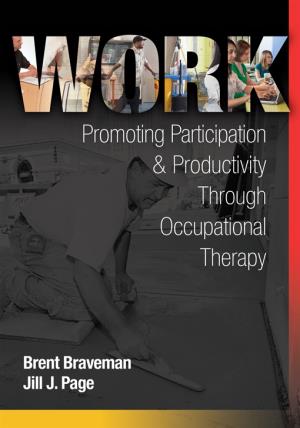 WORK
Promoting Participation
& Productivity
Through
Occupational
Therapy
Brent Braveman
Jill J. Page